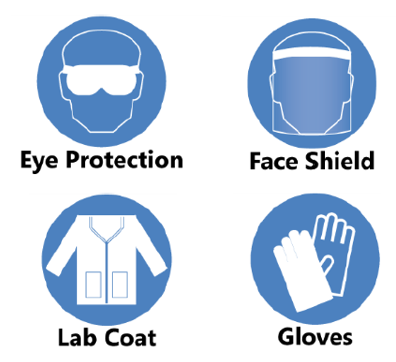 Eye Protection
Face Shield
Lab Coat
Gloves